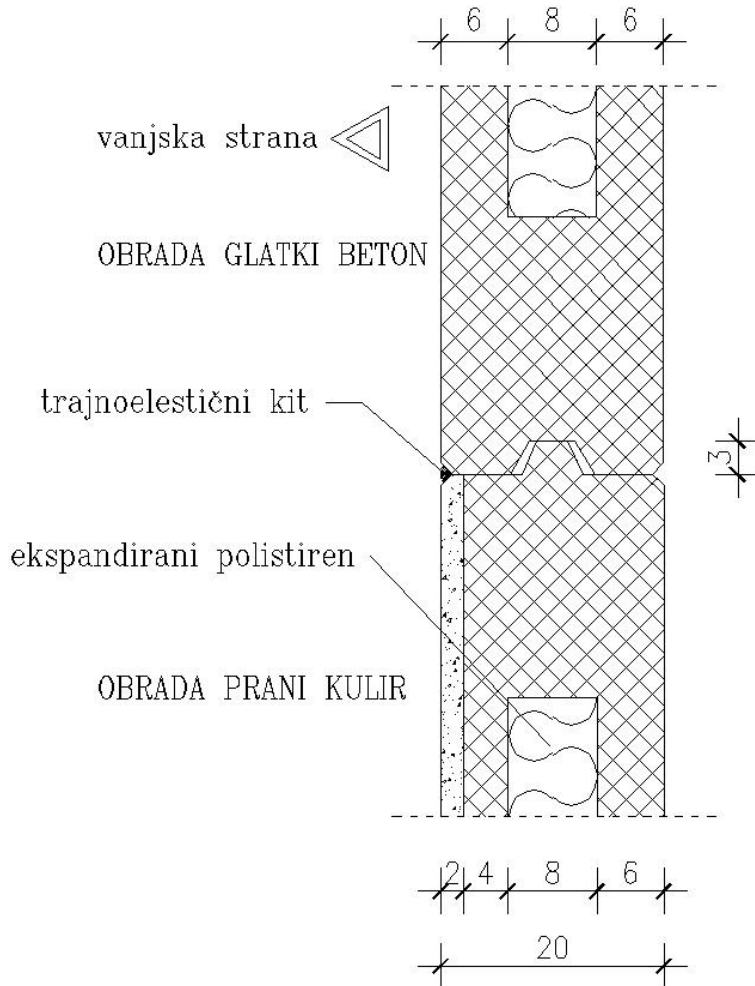 6 8 6
vanjska strana
OBRADA GLATKI BETON
trajnoelestični kit
3
ekspandirani polistiren
OBRADA PRANI KULIR
2 4 8 6
20